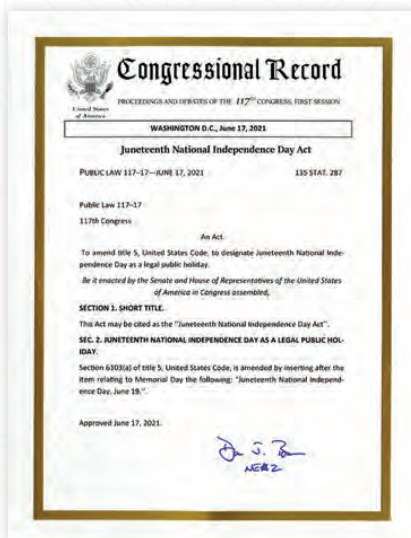 Congressional Record
United States
of America
PROCEEDINGS AND DEBATES OF THE 117TH CONGRESS, FIRST SESSION
WASHINGTON D.C., June 17, 2021
Juneteenth National Independence Day Act
PUBLIC LAW 117–17—JUNE 17, 2021 135 STAT. 287
Public Law 117–17
117th Congress
An Act
To amend title 5, United States Code, to designate Juneteenth National Inde-
pendence Day as a legal public holiday.
Be it enacted by the Senate and House of Representatives of the United States
of America in Congress assembled,
SECTION 1. SHORT TITLE.
This Act may be cited as the "Juneteenth National Independence Day Act".
SEC. 2. JUNETEENTH NATIONAL INDEPENDENCE DAY AS A LEGAL PUBLIC HOL-
IDAY.
Section 6103(a) of title 5, United States Code, is amended by inserting after the
item relating to Memorial Day the following: "Juneteenth National Independ-
ence Day, June 19.".
Approved June 17, 2021.